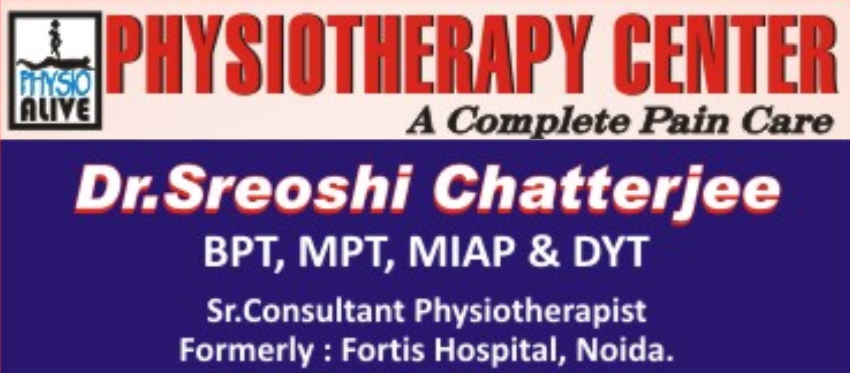 PHYSIO
ALIVE
PHYSIOTHERAPY CENTER
A Complete Pain Care
Dr.Sreoshi Chatterjee
BPT, MPT, MIAP & DYT
Sr.Consultant Physiotherapist
Formerly : Fortis Hospital, Noida.